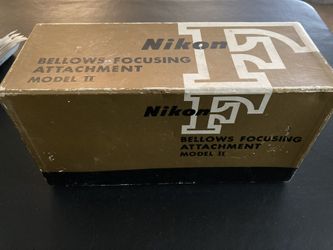 Nikon F
BELLOWS FOCUSING
ATTACHMENT
MODEL II
Nikon F
BELLOWS FOCUSING
ATTACHMENT
MODEL II